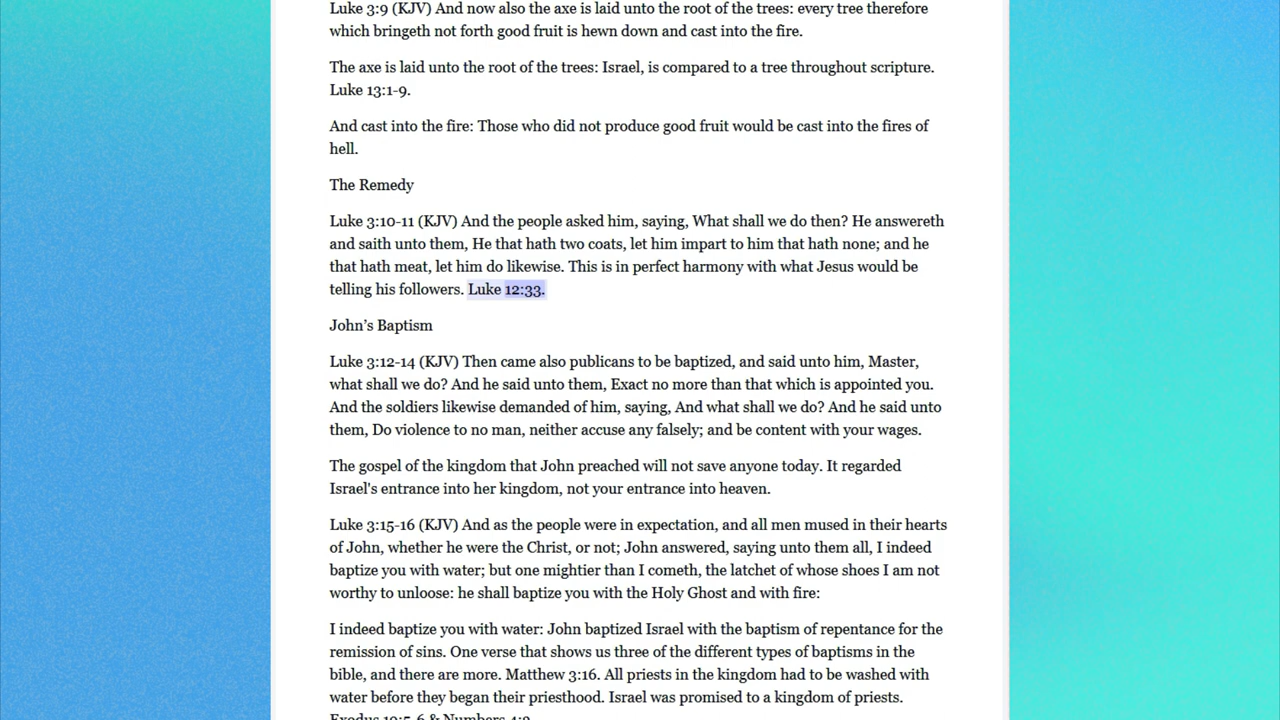 Luke 3:9 (KJV) And now also the axe is laid unto the root of the trees: every tree therefore
which bringeth not forth good fruit is hewn down and cast into the fire.
The axe is laid unto the root of the trees: Israel, is compared to a tree throughout scripture.
Luke 13:1-9.
And cast into the fire: Those who did not produce good fruit would be cast into the fires of
hell.
The Remedy
Luke 3:10-11 (KJV) And the people asked him, saying, What shall we do then? He answereth
and saith unto them, He that hath two coats, let him impart to him that hath none; and he
that hath meat, let him do likewise. This is in perfect harmony with what Jesus would be
telling his followers. Luke 12:33.
John’s Baptism
Luke 3:12-14 (KJV) Then came also publicans to be baptized, and said unto him, Master,
what shall we do? And he said unto them, Exact no more than that which is appointed you.
And the soldiers likewise demanded of him, saying, And what shall we do? And he said unto
them, Do violence to no man, neither accuse any falsely; and be content with your wages.
The gospel of the kingdom that John preached will not save anyone today. It regarded
Israel's entrance into her kingdom, not your entrance into heaven.
Luke 3:15-16 (KJV) And as the people were in expectation, and all men mused in their hearts
of John, whether he were the Christ, or not; John answered, saying unto them all, I indeed
baptize you with water; but one mightier than I cometh, the latchet of whose shoes I am not
worthy to unloose: he shall baptize you with the Holy Ghost and with fire:
I indeed baptize you with water: John baptized Israel with the baptism of repentance for the
remission of sins. One verse that shows us three of the different types of baptisms in the
bible, and there are more. Matthew 3:16. All priests in the kingdom had to be washed with
water before they began their priesthood. Israel was promised to a kingdom of priests.
Exodus 19:5-6 & Numbers